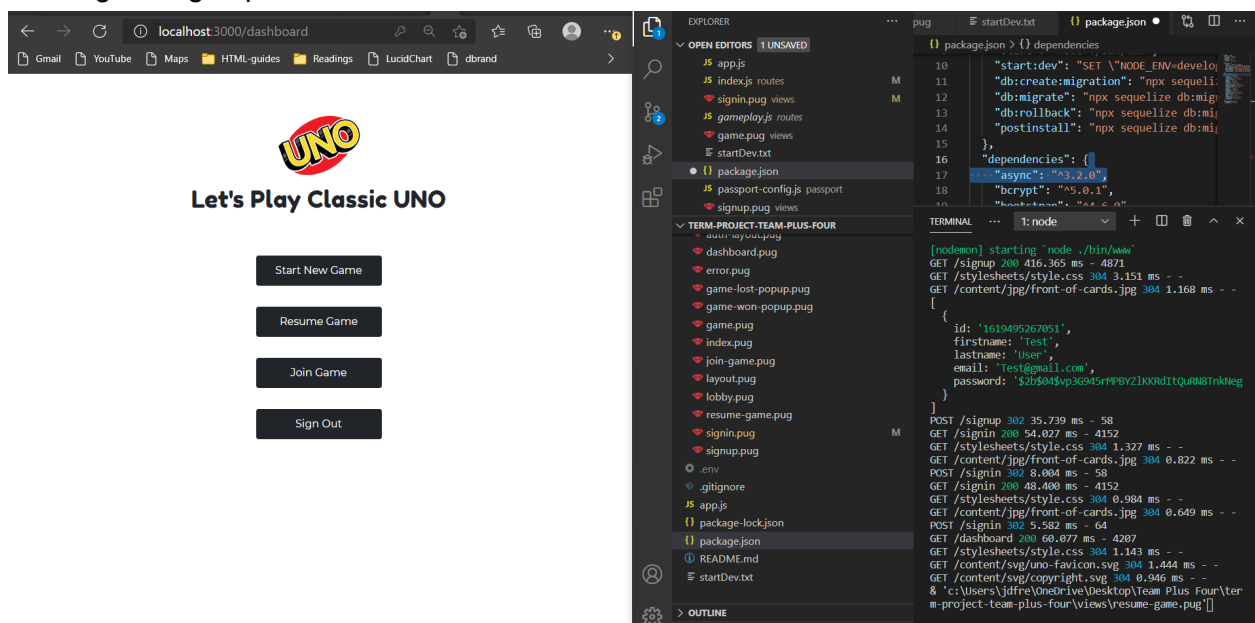 localhost:3000/dashboard
Gmail YouTube Maps HTML-guides Readings LucidChart dbrand
UNO
Let's Play Classic UNO
Start New Game
Resume Game
Join Game
Sign Out
EXPLORER
OPEN EDITORS 1 UNSAVED
JS app.js
JS index.js routes M
signin.pug views M
JS gameplay.js routes
game.pug views
startDev.txt
{} package.json
JS passport-config.js passport
signup.pug views
TERM-PROJECT-TEAM-PLUS-FOUR
auth-layout.pug
dashboard.pug
error.pug
game-lost-popup.pug
game-won-popup.pug
game.pug
index.pug
join-game.pug
layout.pug
lobby.pug
resume-game.pug
signin.pug M
signup.pug
.env
.gitignore
JS app.js
{} package-lock.json
{} package.json
README.md
startDev.txt
OUTLINE
pug startDev.txt {} package.json
{} package.json > {} dependencies
10 "start:dev": "SET \"NODE_ENV=develop
11 "db:create:migration": "npx sequeli
12 "db:migrate": "npx sequelize db:mig
13 "db:rollback": "npx sequelize db:mi
14 "postinstall": "npx sequelize db:mi
15 },
16 "dependencies": {
17 "async": "^3.2.0",
18 "bcrypt": "^5.0.1",
19 "bootstrap": "^4.6.0"
TERMINAL ... 1: node
[nodemon] starting `node ./bin/www`
GET /signup 200 416.365 ms - 4871
GET /stylesheets/style.css 304 3.151 ms - -
GET /content/jpg/front-of-cards.jpg 304 1.168 ms - -
[
{
id: '1619495267051',
firstname: 'Test',
lastname: 'User',
email: 'Test@gmail.com',
password: '$2b$04$vp3G945rMPBYZlKKRdItQuRN8TnkNeg
}
]
POST /signup 302 35.739 ms - 58
GET /signin 200 54.027 ms - 4152
GET /stylesheets/style.css 304 1.327 ms - -
GET /content/jpg/front-of-cards.jpg 304 0.822 ms - -
POST /signin 302 8.004 ms - 58
GET /signin 200 48.400 ms - 4152
GET /stylesheets/style.css 304 0.984 ms - -
GET /content/jpg/front-of-cards.jpg 304 0.649 ms - -
POST /signin 302 5.582 ms - 64
GET /dashboard 200 60.077 ms - 4207
GET /stylesheets/style.css 304 1.143 ms - -
GET /content/svg/uno-favicon.svg 304 1.444 ms - -
GET /content/svg/copyright.svg 304 0.946 ms - -
& 'c:\Users\jdfre\OneDrive\Desktop\Team Plus Four\ter
m-project-team-plus-four\views\resume-game.pug'